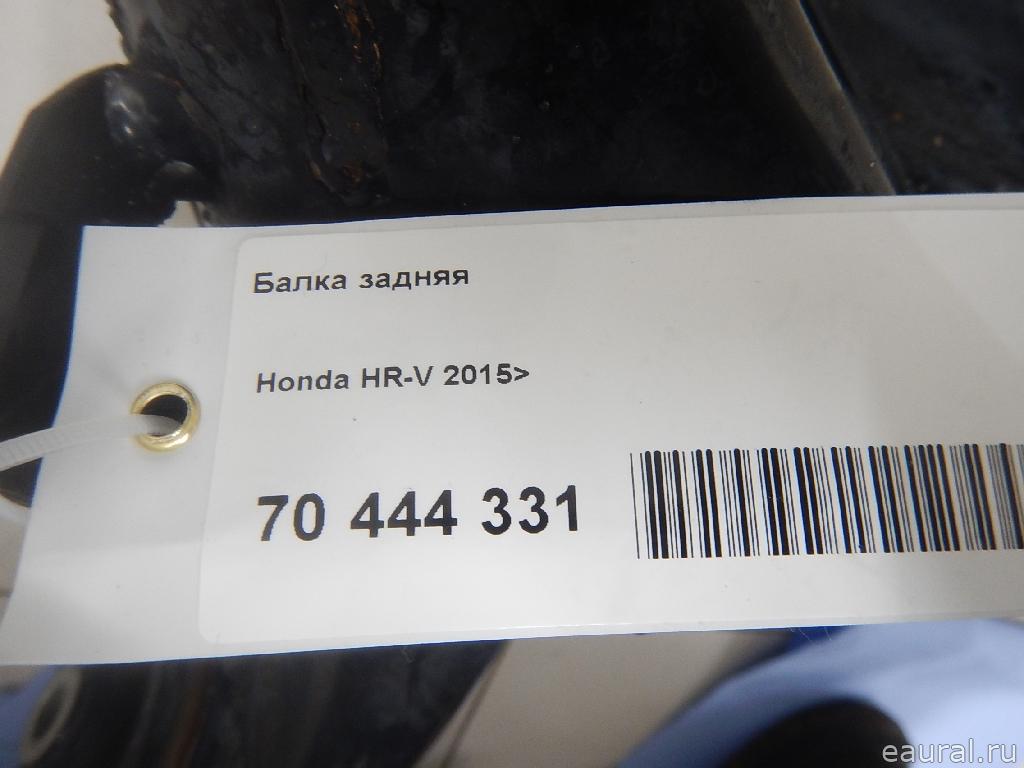 Балка задняя
Honda HR-V 2015>
70 444 331
eaural.ru